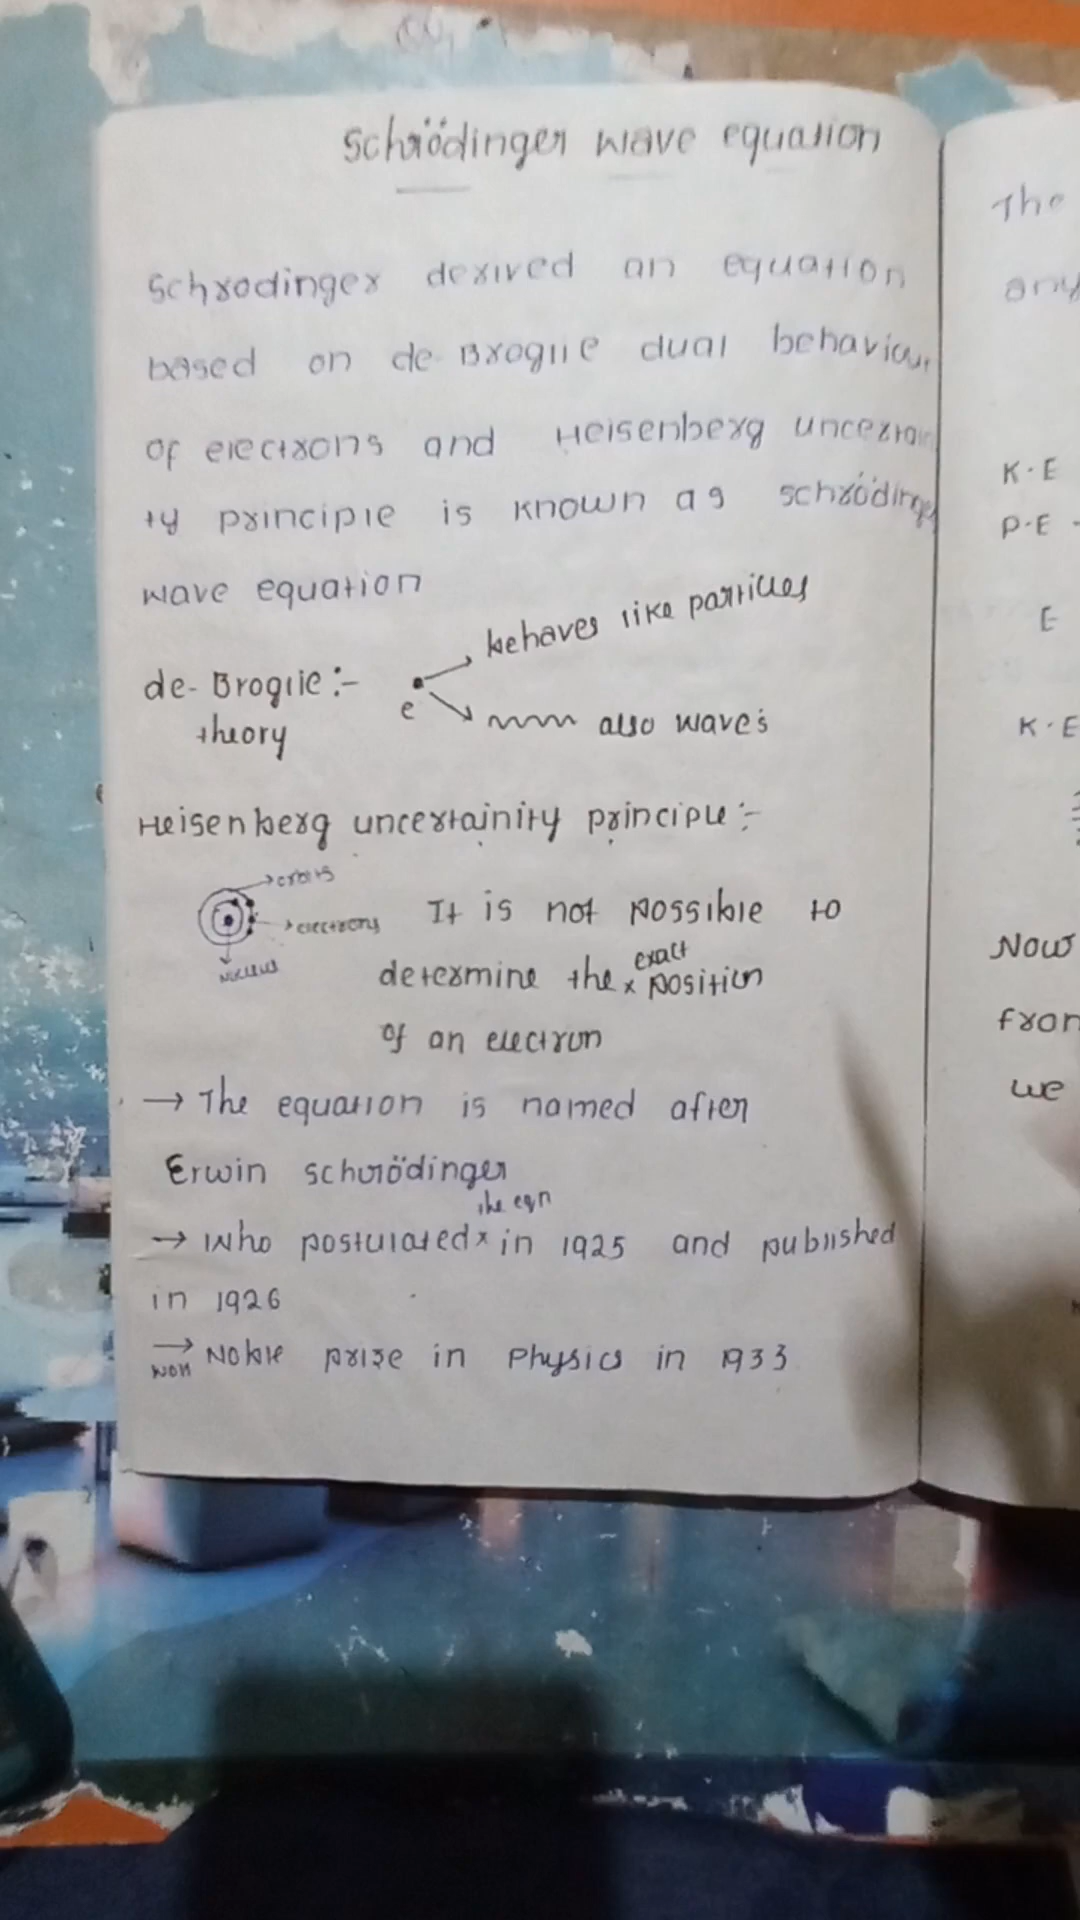 Schrödinger wave equation
Schrodinger derived an equation
based on de-Broglie dual behaviour
of electrons and Heisenberg uncertain
ty principle is known as schrödinger
wave equation
behaves like particles
de-Broglie :-
e
also wave's
theory
Heisenberg uncertainity principle :-
→ orbits
→ electrons
nucleus
It is not possible to
exact
determine the x position
of an electron
→ The equation is named after
Erwin schrödinger
the eqn
→ Who postulated x in 1925 and published
in 1926
→ Noble prize in Physics in 1933
won
The
any
K.E
P.E -
E
K.E
Now
from
we